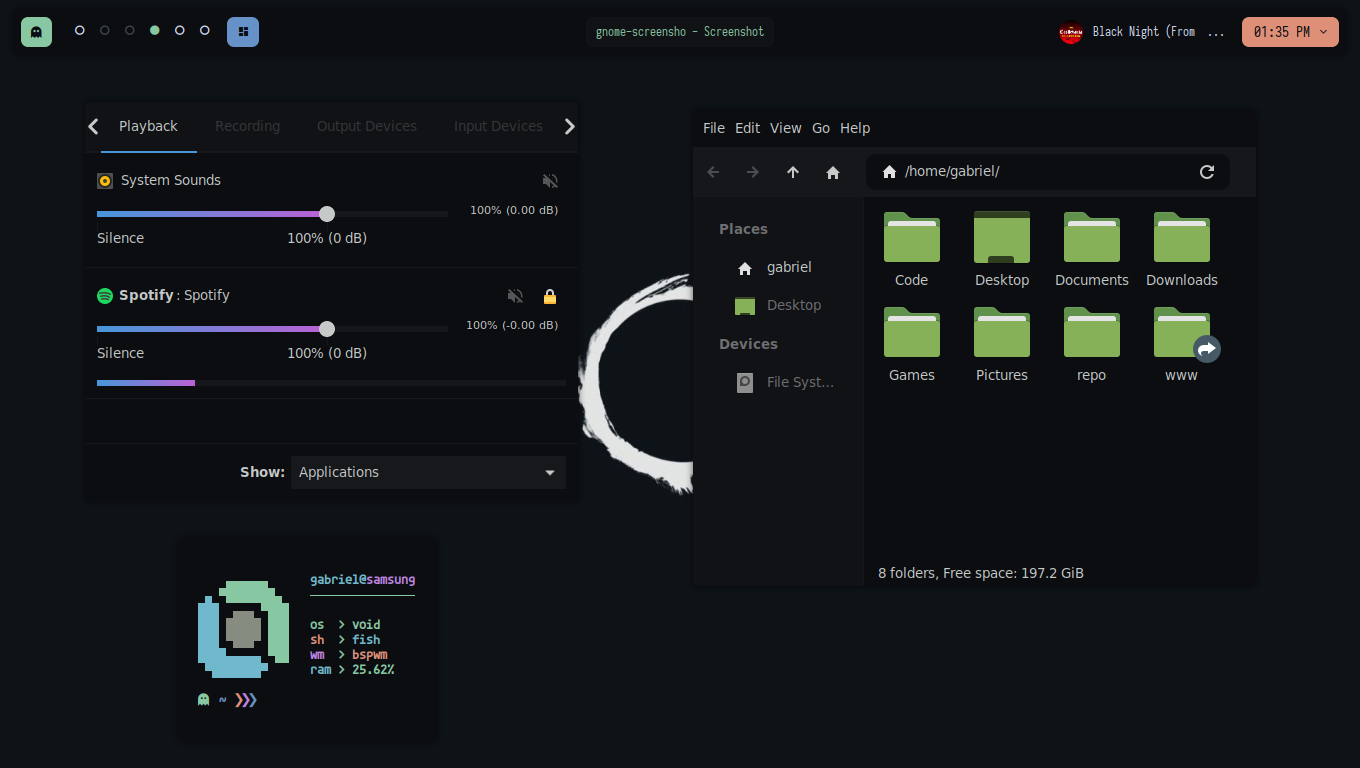 gnome-screensho - Screenshot
Black Night (From ...
01:35 PM
Playback Recording Output Devices Input Devices
System Sounds
100% (0.00 dB)
Silence 100% (0 dB)
Spotify : Spotify
100% (-0.00 dB)
Silence 100% (0 dB)
Show: Applications
File Edit View Go Help
/home/gabriel/
Places
gabriel
Desktop
Devices
File Syst...
Code Desktop Documents Downloads
Games Pictures repo www
8 folders, Free space: 197.2 GiB
gabriel@samsung
os > void
sh > fish
wm > bspwm
ram > 25.62%
~ ❯❯❯